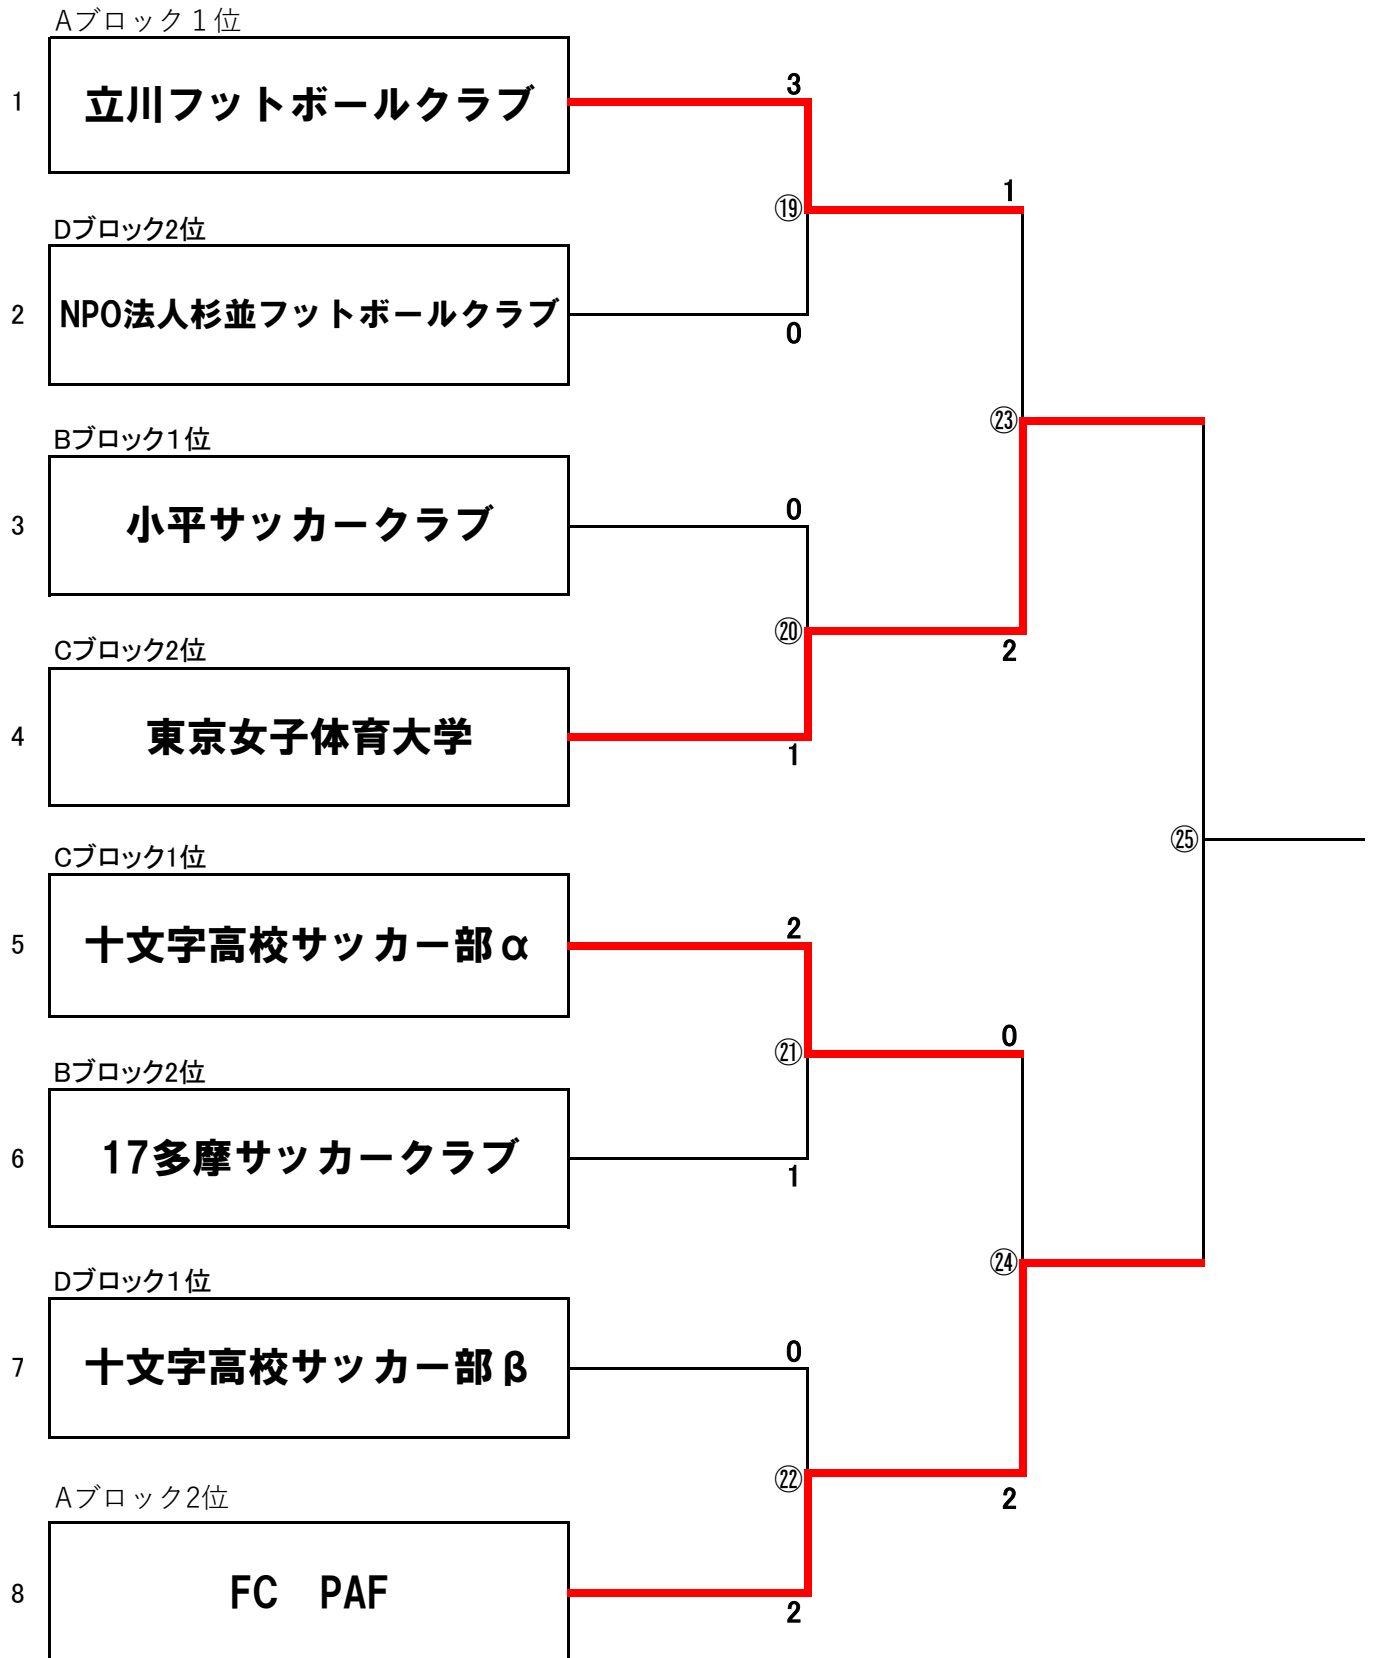 Aブロック１位
1
立川フットボールクラブ
3
1
⑲
Dブロック2位
2
NPO法人杉並フットボールクラブ
0
㉓
Bブロック1位
3
小平サッカークラブ
0
⑳
2
Cブロック2位
4
東京女子体育大学
1
㉕
Cブロック1位
5
十文字高校サッカー部α
2
0
㉑
Bブロック2位
6
17多摩サッカークラブ
1
㉔
Dブロック1位
7
十文字高校サッカー部β
0
㉒
2
Aブロック2位
8
FC　PAF
2